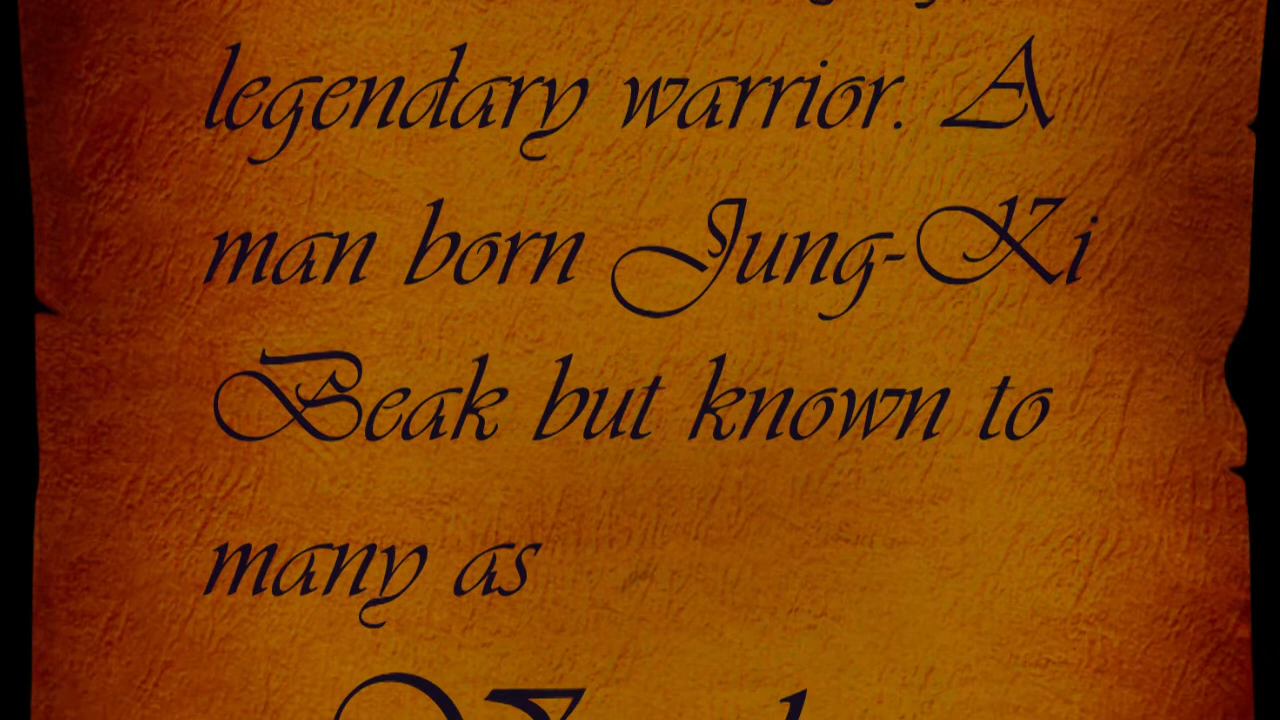 legendary warrior. A
man born Jung-Ki
Beak but known to
many as